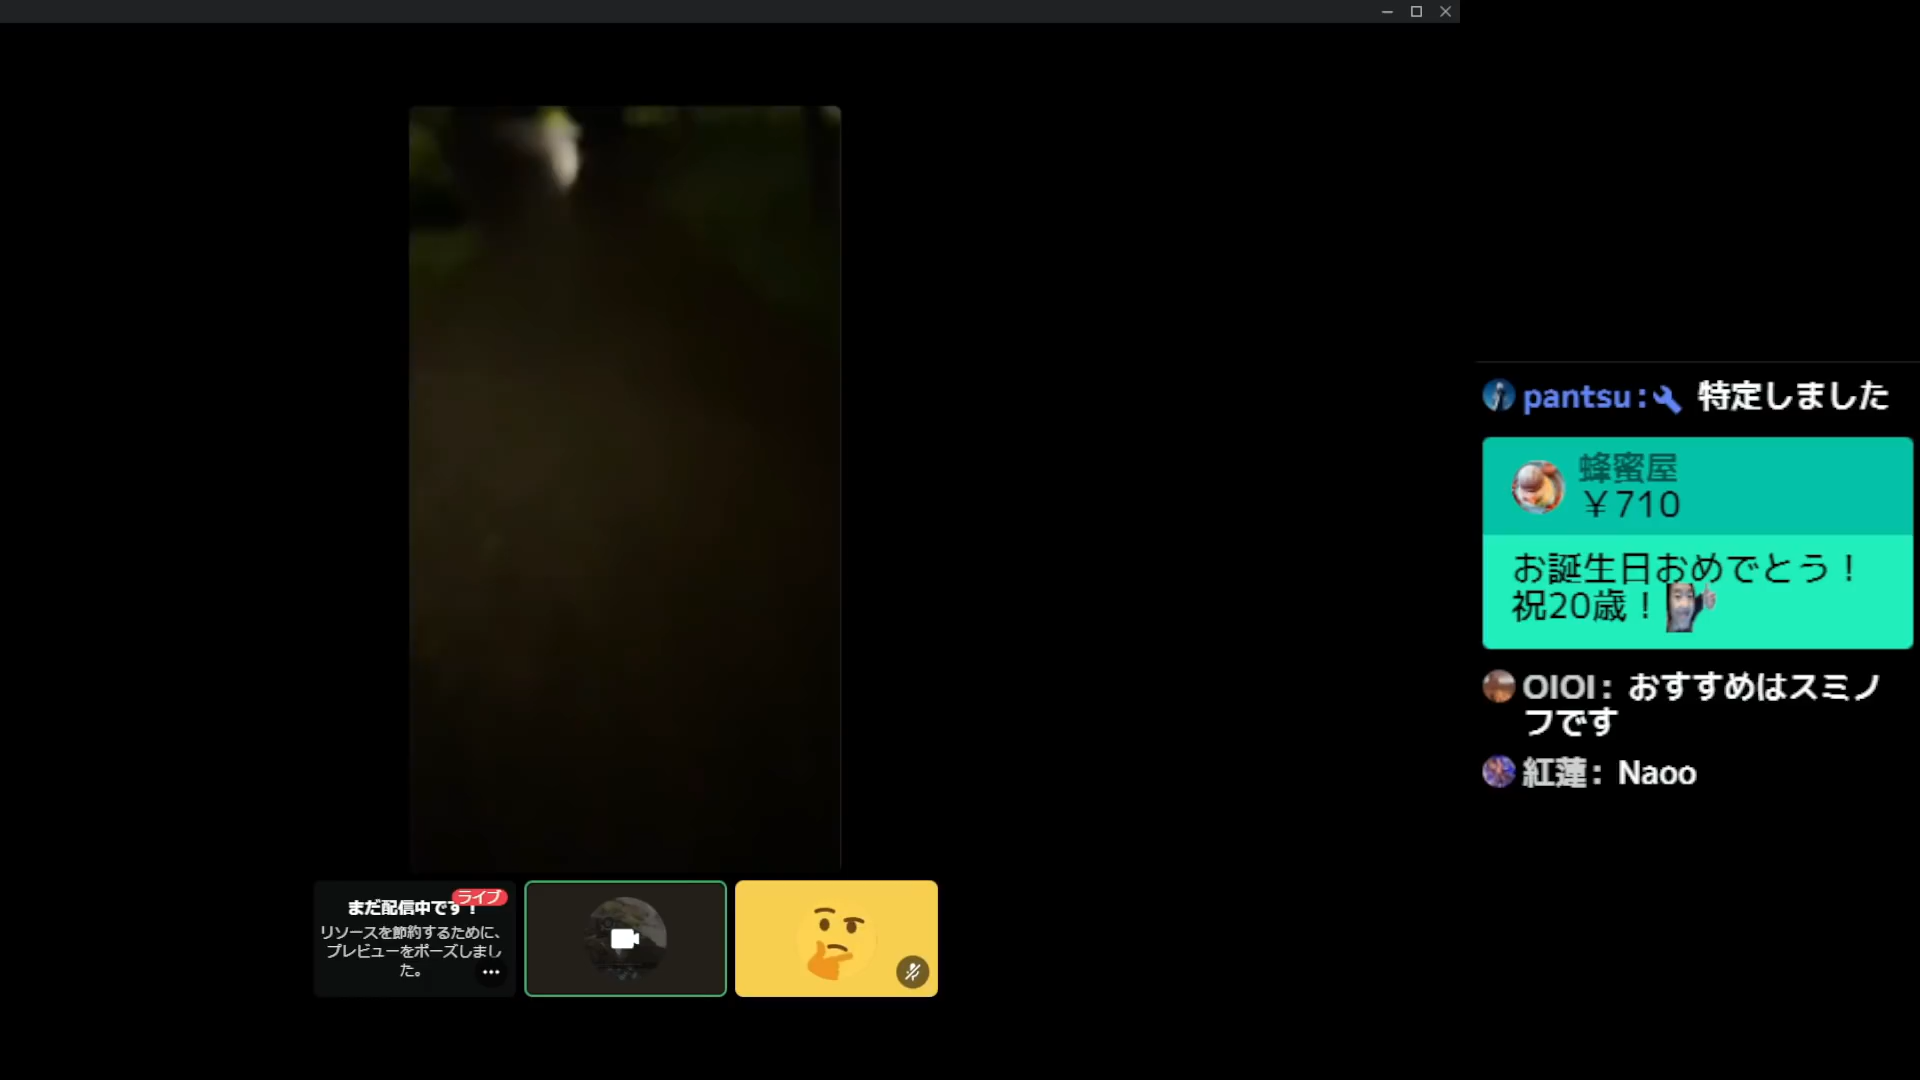 pantsu: 特定しました
蜂蜜屋
￥710
お誕生日おめでとう！
祝20歳！
OIOI: おすすめはスミノ
フです
紅蓮: Naoo
ライブ
まだ配信中です！
リソースを節約するために、
プレビューをポーズしまし
た。